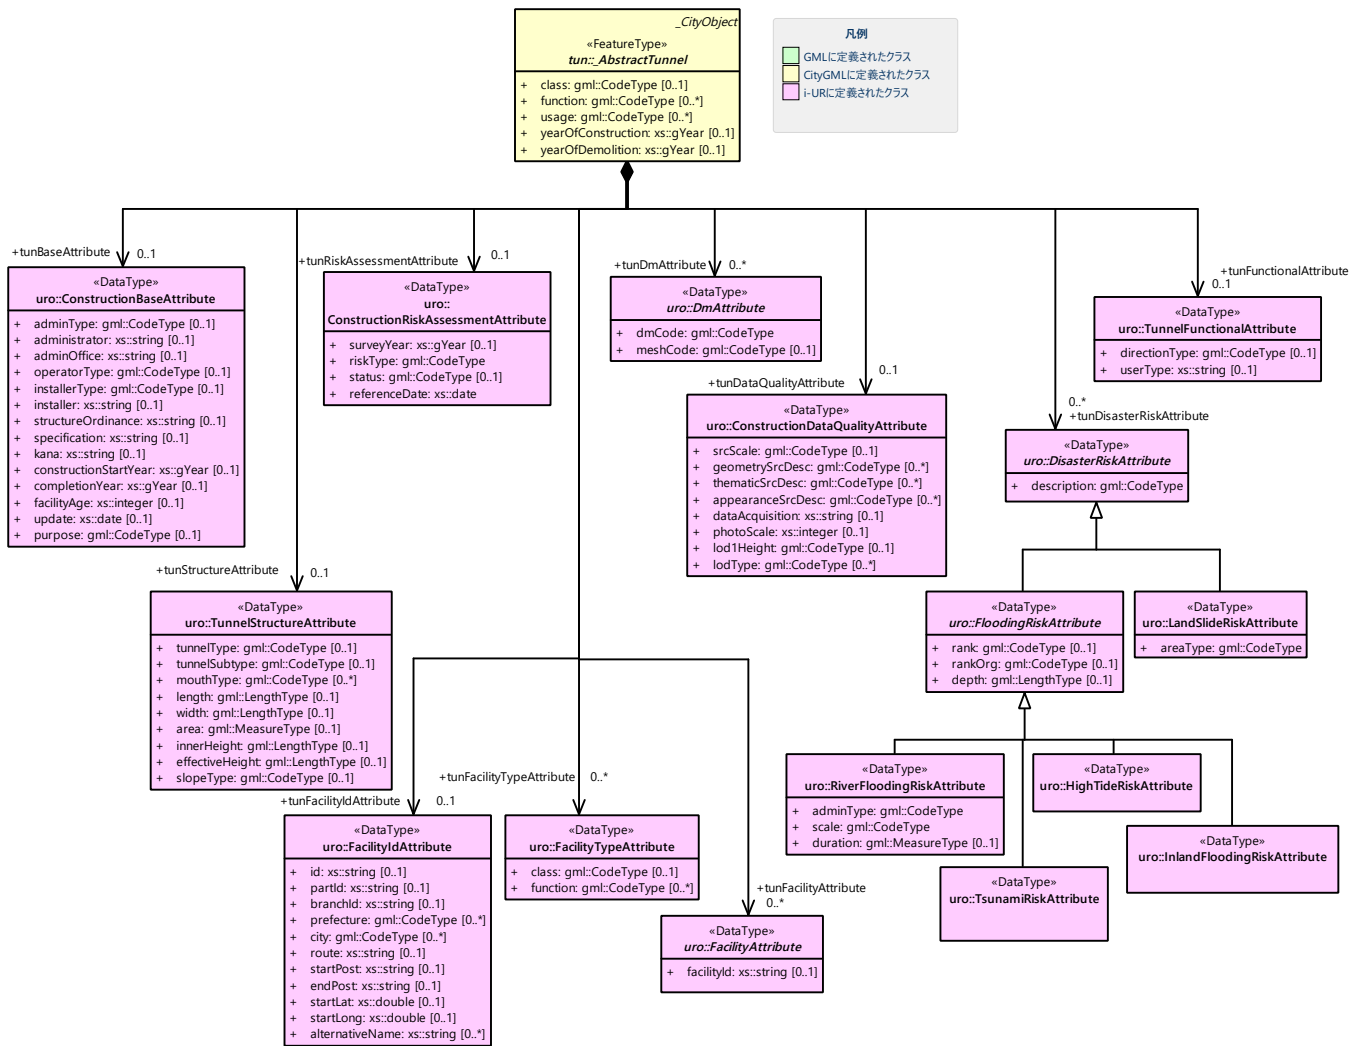 _CityObject
«FeatureType»
tun::_AbstractTunnel
+ class: gml::CodeType [0..1]
+ function: gml::CodeType [0..*]
+ usage: gml::CodeType [0..*]
+ yearOfConstruction: xs::gYear [0..1]
+ yearOfDemolition: xs::gYear [0..1]
凡例
GMLに定義されたクラス
CityGMLに定義されたクラス
i-URに定義されたクラス
+tunBaseAttribute
0..1
«DataType»
uro::ConstructionBaseAttribute
+ adminType: gml::CodeType [0..1]
+ administrator: xs::string [0..1]
+ adminOffice: xs::string [0..1]
+ operatorType: gml::CodeType [0..1]
+ installerType: gml::CodeType [0..1]
+ installer: xs::string [0..1]
+ structureOrdinance: xs::string [0..1]
+ specification: xs::string [0..1]
+ kana: xs::string [0..1]
+ constructionStartYear: xs::gYear [0..1]
+ completionYear: xs::gYear [0..1]
+ facilityAge: xs::integer [0..1]
+ update: xs::date [0..1]
+ purpose: gml::CodeType [0..1]
+tunRiskAssessmentAttribute
0..1
«DataType»
uro::
ConstructionRiskAssessmentAttribute
+ surveyYear: xs::gYear [0..1]
+ riskType: gml::CodeType
+ status: gml::CodeType [0..1]
+ referenceDate: xs::date
+tunDmAttribute
0..*
«DataType»
uro::DmAttribute
+ dmCode: gml::CodeType
+ meshCode: gml::CodeType [0..1]
+tunFunctionalAttribute
0..1
«DataType»
uro::TunnelFunctionalAttribute
+ directionType: gml::CodeType [0..1]
+ userType: xs::string [0..1]
+tunDataQualityAttribute
0..1
«DataType»
uro::ConstructionDataQualityAttribute
+ srcScale: gml::CodeType [0..1]
+ geometrySrcDesc: gml::CodeType [0..*]
+ thematicSrcDesc: gml::CodeType [0..*]
+ appearanceSrcDesc: gml::CodeType [0..*]
+ dataAcquisition: xs::string [0..1]
+ photoScale: xs::integer [0..1]
+ lod1Height: gml::CodeType [0..1]
+ lodType: gml::CodeType [0..*]
0..*
+tunDisasterRiskAttribute
«DataType»
uro::DisasterRiskAttribute
+ description: gml::CodeType
+tunStructureAttribute
0..1
«DataType»
uro::TunnelStructureAttribute
+ tunnelType: gml::CodeType [0..1]
+ tunnelSubtype: gml::CodeType [0..1]
+ mouthType: gml::CodeType [0..*]
+ length: gml::LengthType [0..1]
+ width: gml::LengthType [0..1]
+ area: gml::MeasureType [0..1]
+ innerHeight: gml::LengthType [0..1]
+ effectiveHeight: gml::LengthType [0..1]
+ slopeType: gml::CodeType [0..1]
«DataType»
uro::FloodingRiskAttribute
+ rank: gml::CodeType [0..1]
+ rankOrg: gml::CodeType [0..1]
+ depth: gml::LengthType [0..1]
«DataType»
uro::LandSlideRiskAttribute
+ areaType: gml::CodeType
+tunFacilityIdAttribute
0..1
«DataType»
uro::FacilityIdAttribute
+ id: xs::string [0..1]
+ partId: xs::string [0..1]
+ branchId: xs::string [0..1]
+ prefecture: gml::CodeType [0..*]
+ city: gml::CodeType [0..*]
+ route: xs::string [0..1]
+ startPost: xs::string [0..1]
+ endPost: xs::string [0..1]
+ startLat: xs::double [0..1]
+ startLong: xs::double [0..1]
+ alternativeName: xs::string [0..*]
+tunFacilityTypeAttribute
0..*
«DataType»
uro::FacilityTypeAttribute
+ class: gml::CodeType [0..1]
+ function: gml::CodeType [0..*]
+tunFacilityAttribute
0..*
«DataType»
uro::FacilityAttribute
+ facilityId: xs::string [0..1]
«DataType»
uro::RiverFloodingRiskAttribute
+ adminType: gml::CodeType
+ scale: gml::CodeType
+ duration: gml::MeasureType [0..1]
«DataType»
uro::HighTideRiskAttribute
«DataType»
uro::InlandFloodingRiskAttribute
«DataType»
uro::TsunamiRiskAttribute